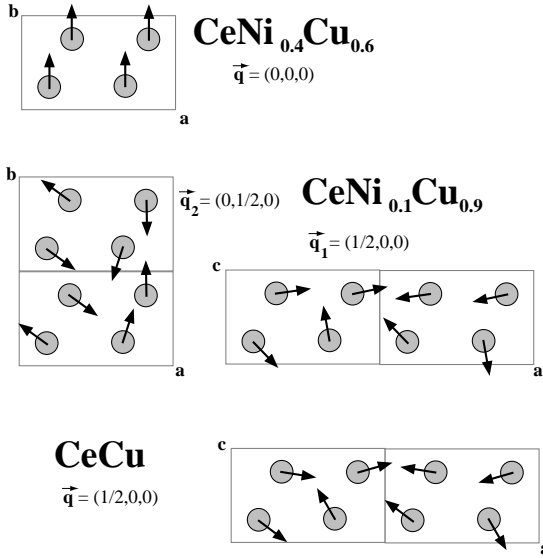 b
CeNi0.4Cu0.6
q = (0,0,0)
a
b
q2 = (0,1/2,0)
CeNi0.1Cu0.9
q1 = (1/2,0,0)
c
a
a
CeCu
q = (1/2,0,0)
c
a